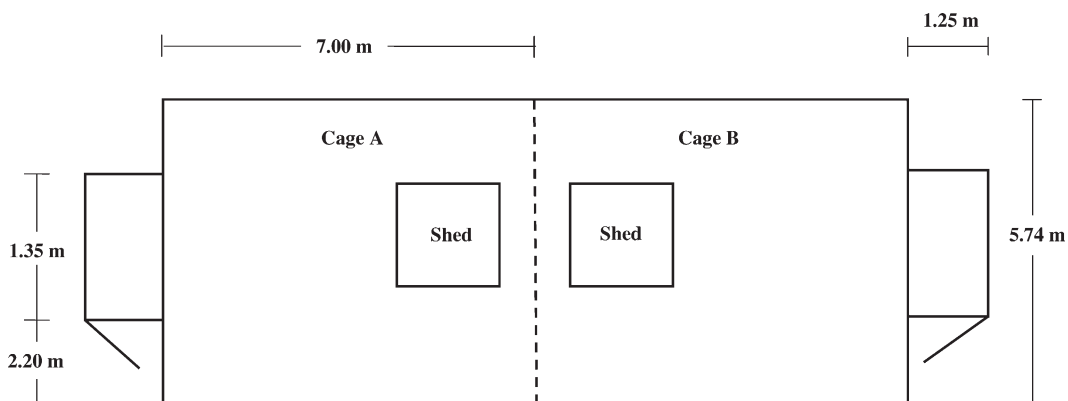 1.25 m
7.00 m
Cage A
Cage B
Shed
Shed
1.35 m
5.74 m
2.20 m